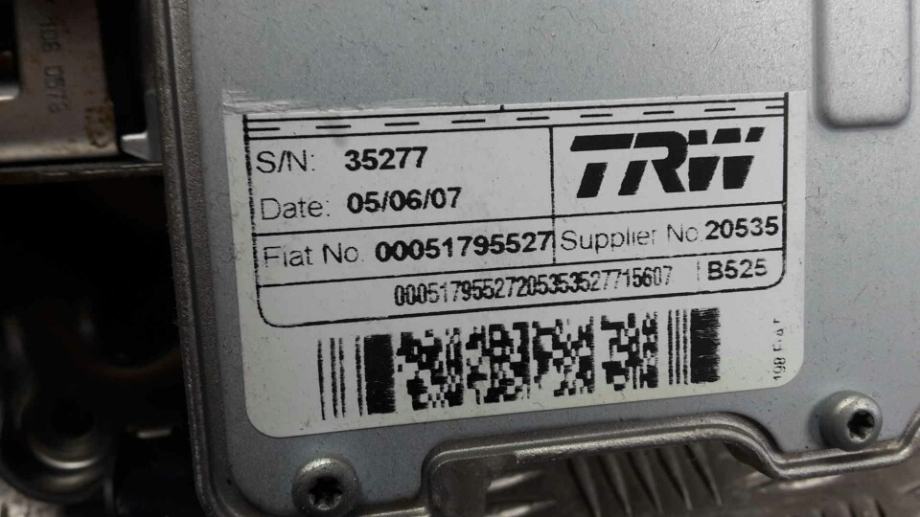 S/N: 35277
TRW
Date: 05/06/07
Fiat No. 00051795527
Supplier No. 20535
00051795527205353527715607
B525